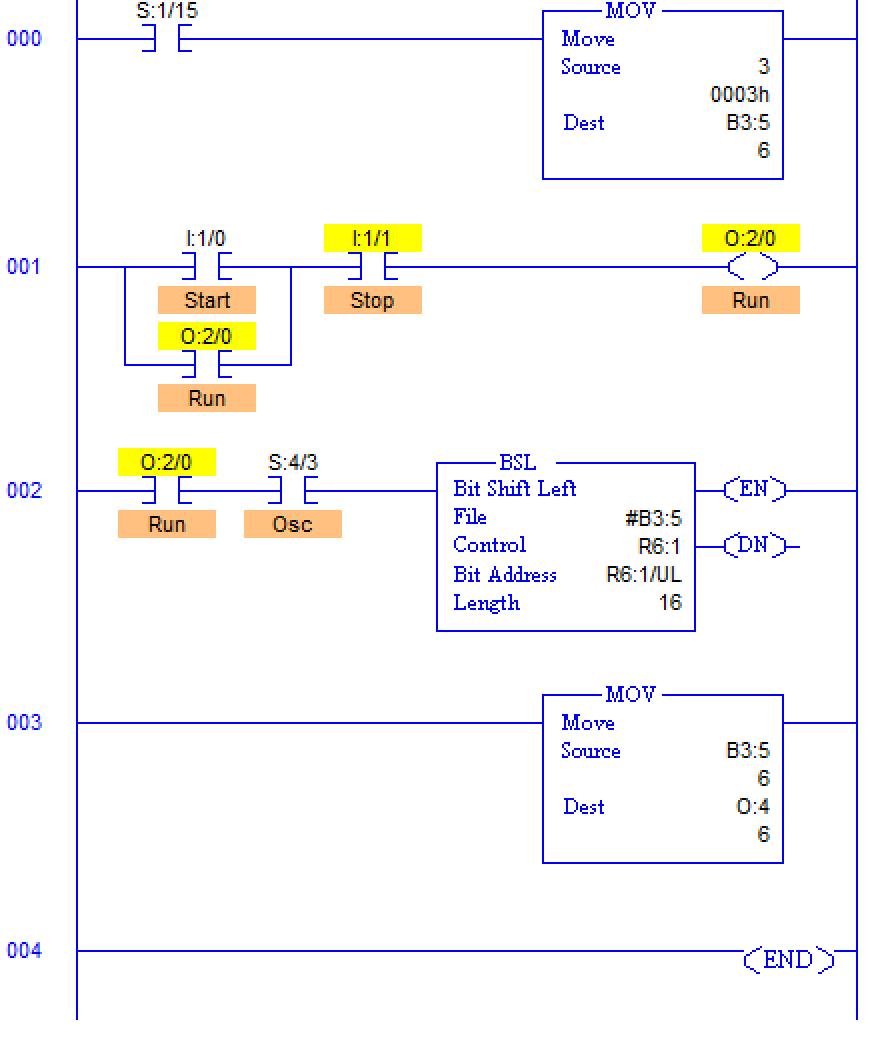 S:1/15
MOV
000
Move
Source 3
0003h
Dest B3:5
6
I:1/0 I:1/1 O:2/0
001
Start Stop Run
O:2/0
Run
O:2/0 S:4/3
BSL
002
Bit Shift Left EN
Run Osc
File #B3:5
Control R6:1 DN
Bit Address R6:1/UL
Length 16
MOV
003
Move
Source B3:5
6
Dest O:4
6
004
END